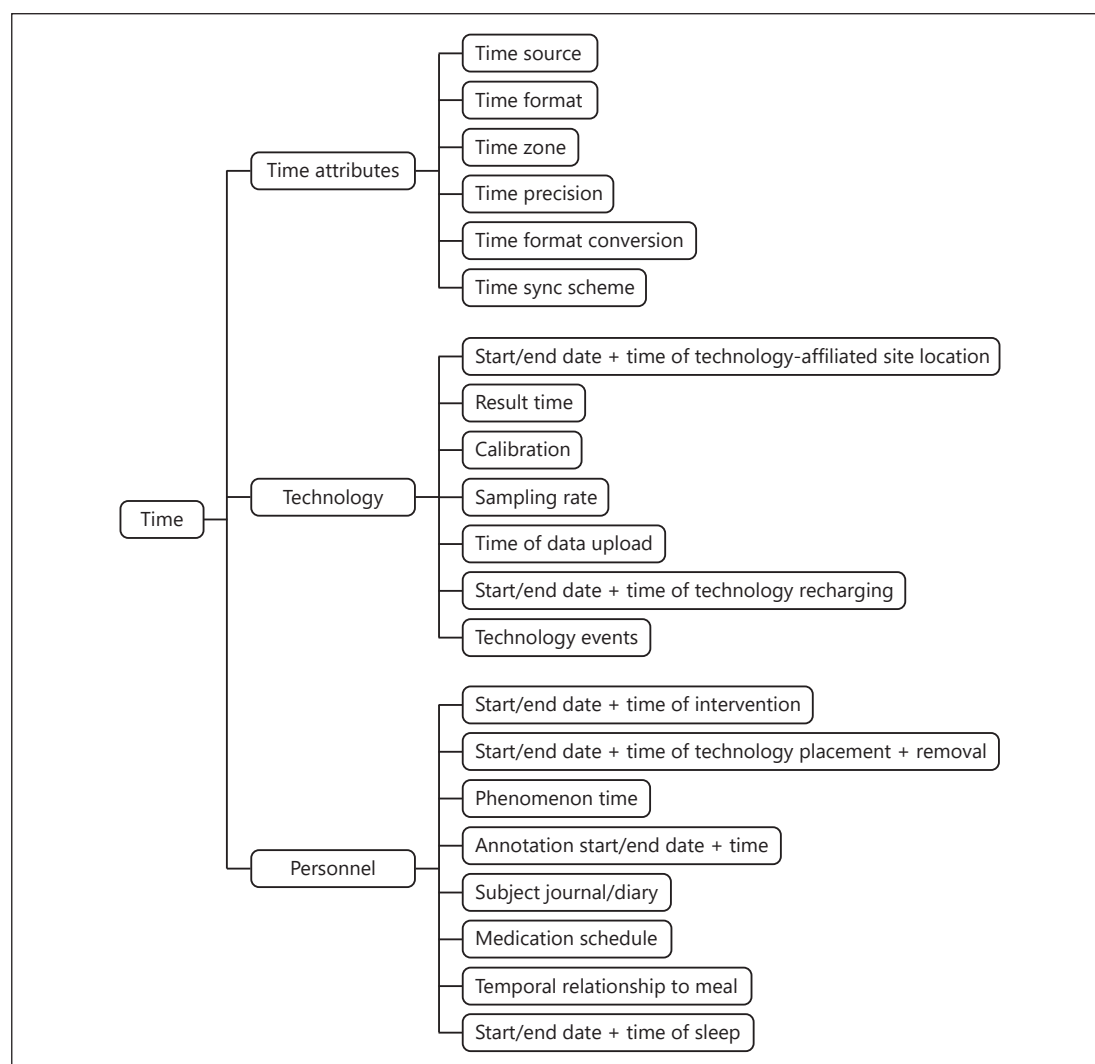 Time source
Time format
Time zone
Time attributes
Time precision
Time format conversion
Time sync scheme
Start/end date + time of technology-affiliated site location
Result time
Calibration
Technology
Sampling rate
Time
Time of data upload
Start/end date + time of technology recharging
Technology events
Start/end date + time of intervention
Start/end date + time of technology placement + removal
Phenomenon time
Annotation start/end date + time
Personnel
Subject journal/diary
Medication schedule
Temporal relationship to meal
Start/end date + time of sleep